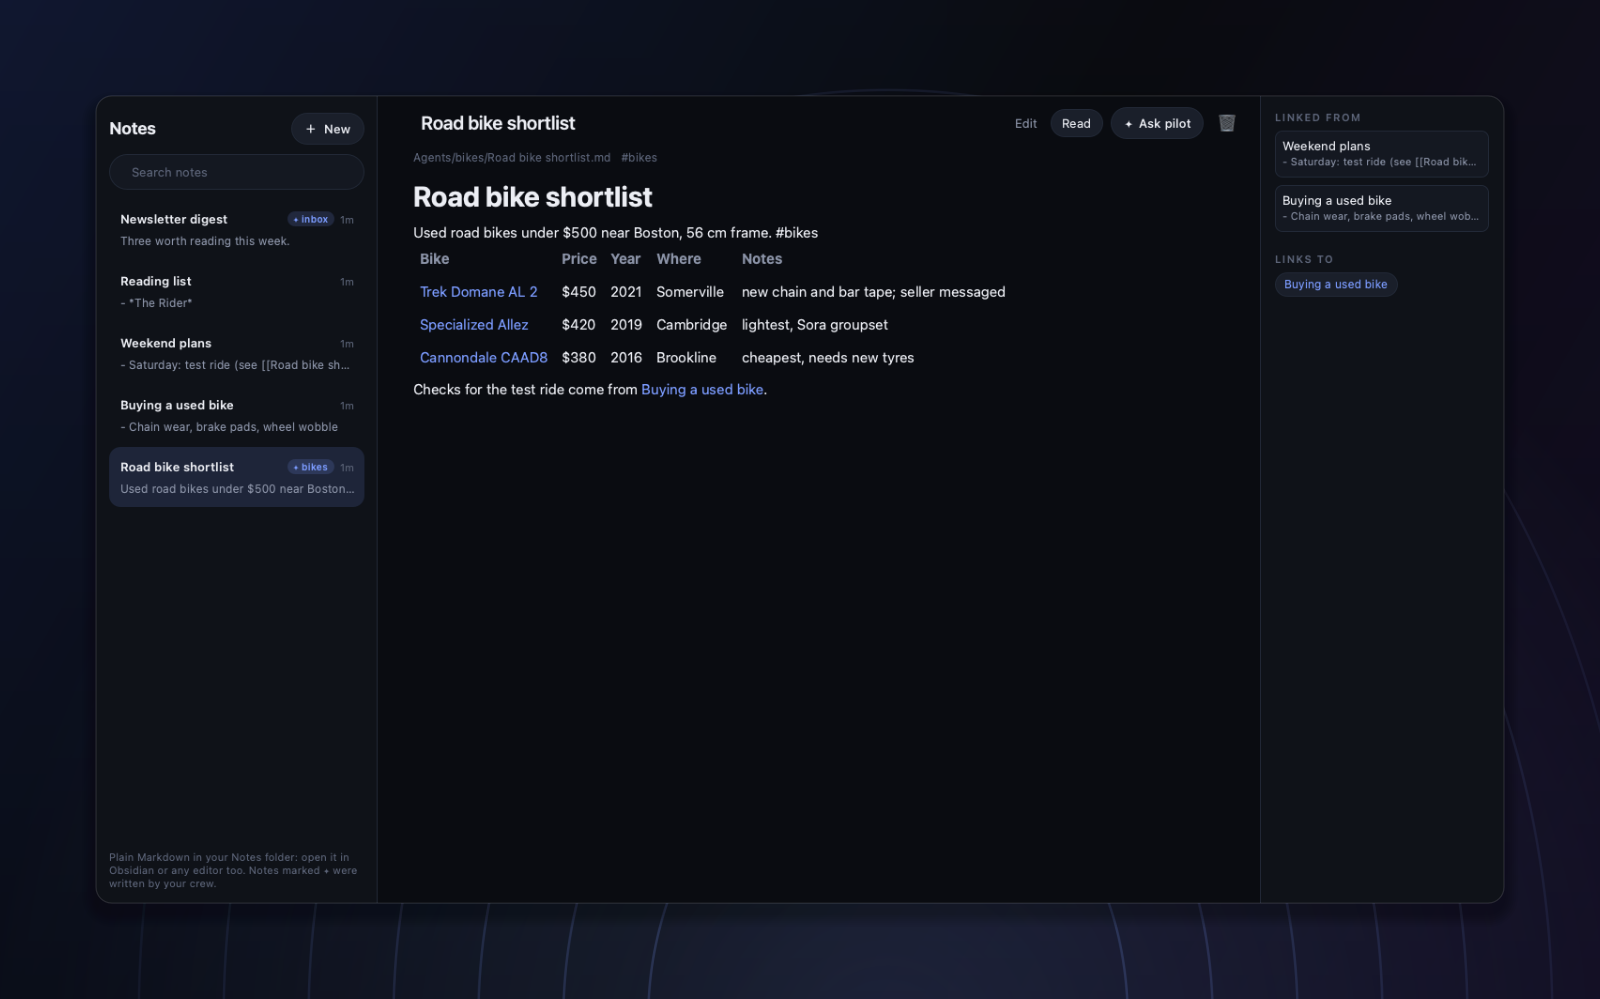 Notes
+ New
Search notes
Newsletter digest
✦ inbox
1m
Three worth reading this week.
Reading list
1m
- *The Rider*
Weekend plans
1m
- Saturday: test ride (see [[Road bike sh...
Buying a used bike
1m
- Chain wear, brake pads, wheel wobble
Road bike shortlist
✦ bikes
1m
Used road bikes under $500 near Boston...
Plain Markdown in your Notes folder: open it in
Obsidian or any editor too. Notes marked ✦ were
written by your crew.
Road bike shortlist
Edit
Read
✦ Ask pilot
Agents/bikes/Road bike shortlist.md #bikes
Road bike shortlist
Used road bikes under $500 near Boston, 56 cm frame. #bikes
Bike Price Year Where Notes
Trek Domane AL 2 $450 2021 Somerville new chain and bar tape; seller messaged
Specialized Allez $420 2019 Cambridge lightest, Sora groupset
Cannondale CAAD8 $380 2016 Brookline cheapest, needs new tyres
Checks for the test ride come from Buying a used bike.
LINKED FROM
Weekend plans
- Saturday: test ride (see [[Road bik...
Buying a used bike
- Chain wear, brake pads, wheel wob...
LINKS TO
Buying a used bike